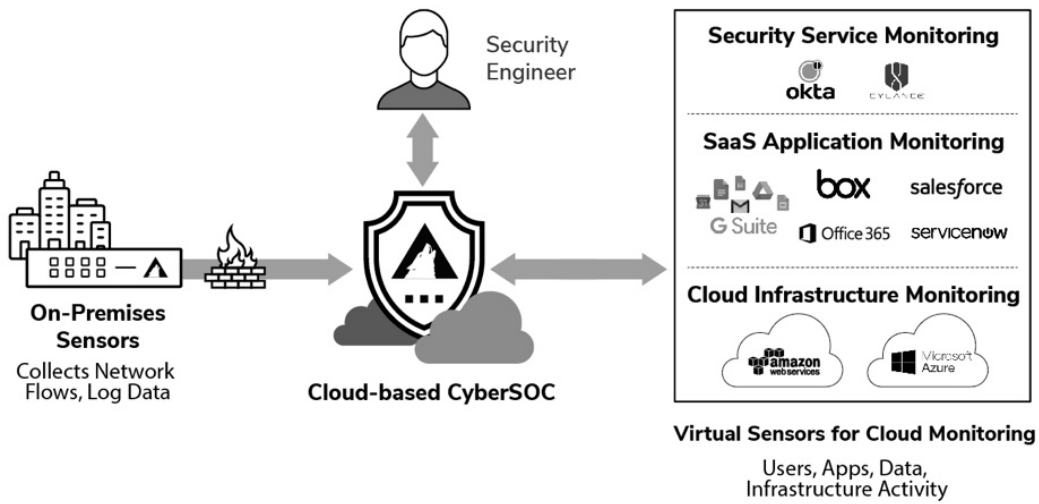 Security
Engineer
On-Premises
Sensors
Collects Network
Flows, Log Data
Cloud-based CyberSOC
Security Service Monitoring
okta
CYLANCE
SaaS Application Monitoring
G Suite
box
salesforce
Office 365
servicenow
Cloud Infrastructure Monitoring
amazon
webservices
Microsoft
Azure
Virtual Sensors for Cloud Monitoring
Users, Apps, Data,
Infrastructure Activity